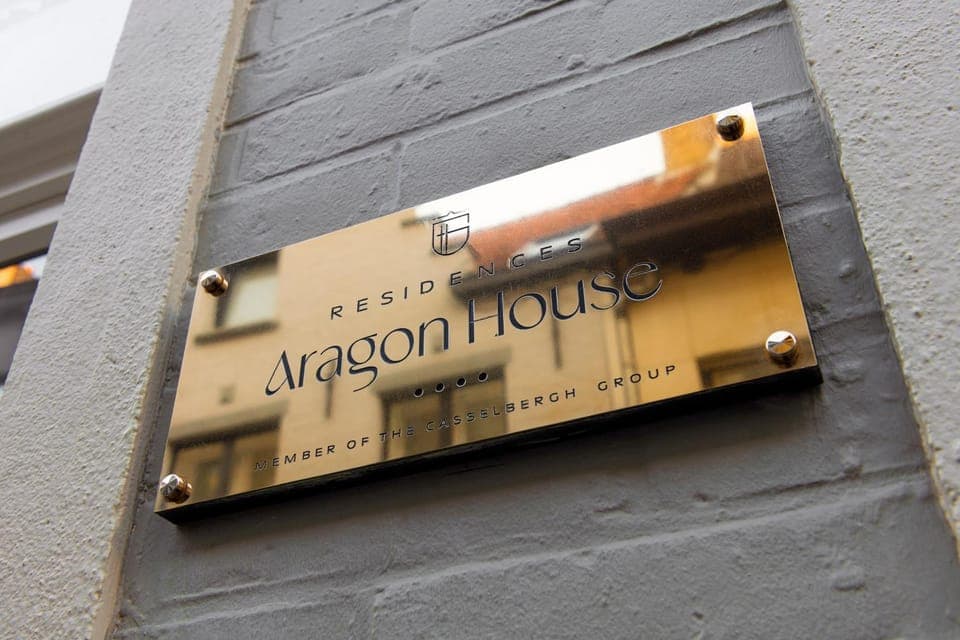 RESIDENCES
Aragon House
••••
MEMBER OF THE CASSELBERGH GROUP